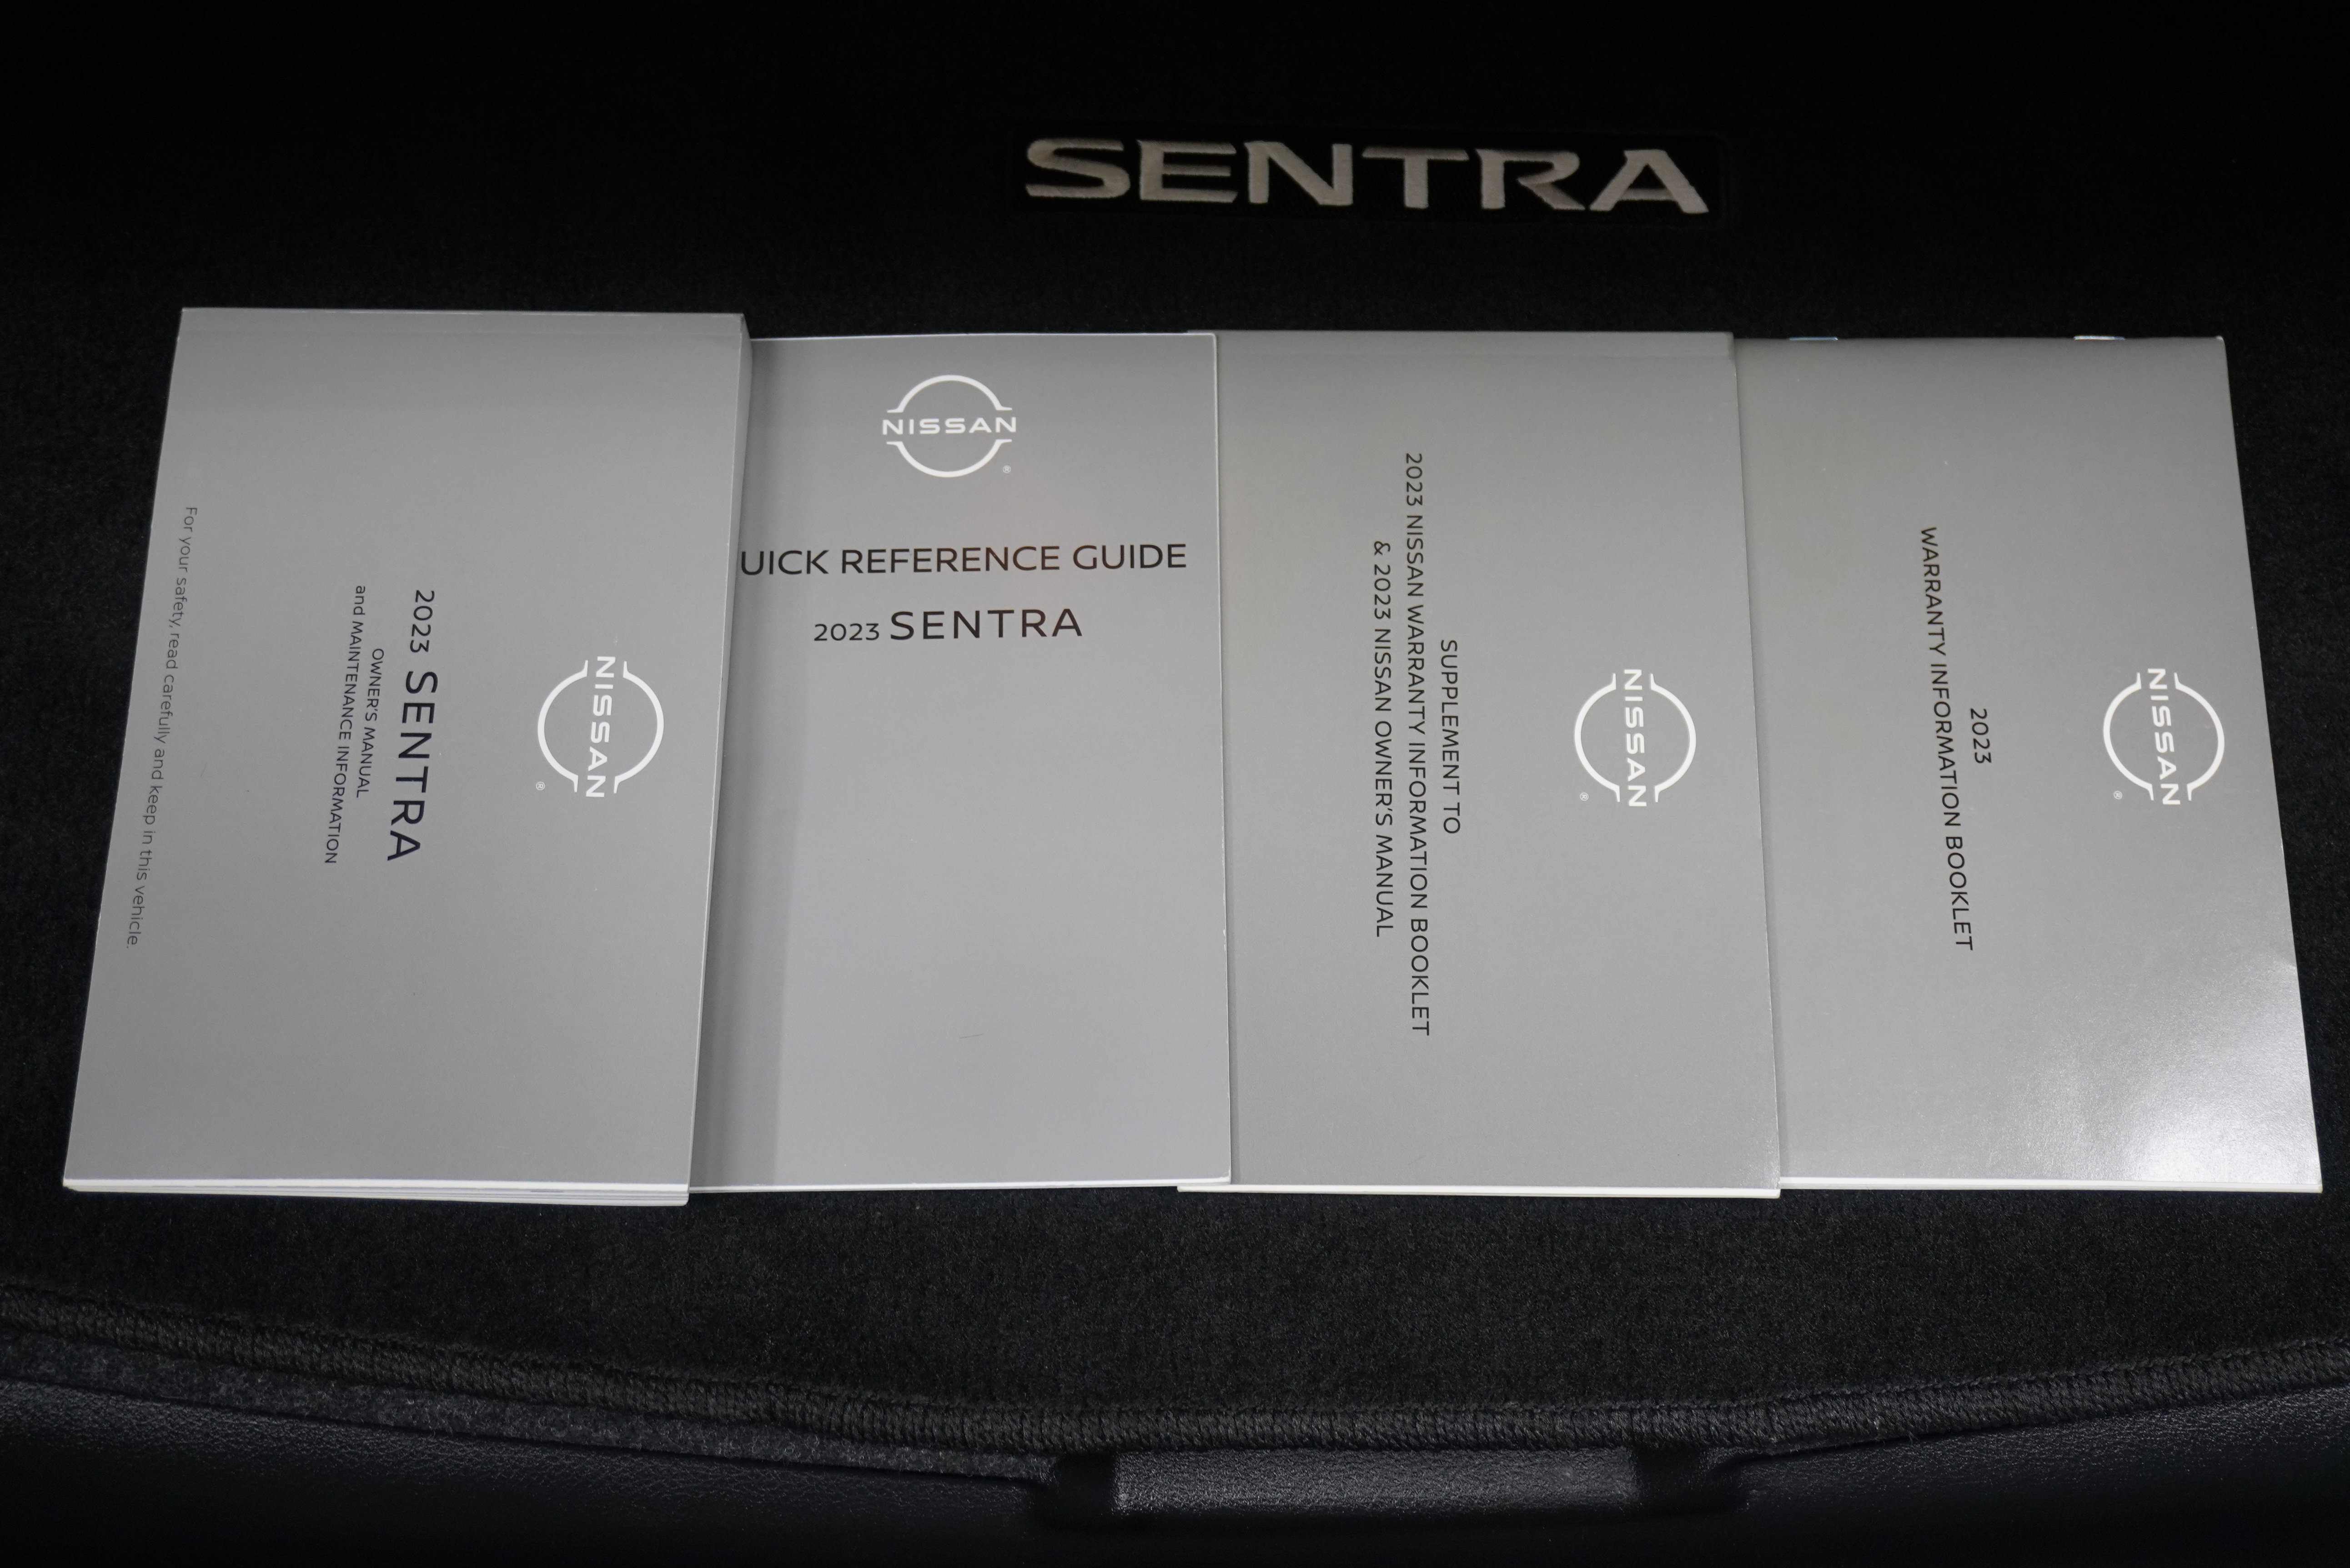 SENTRA
NISSAN
2023 SENTRA
OWNER'S MANUAL
and MAINTENANCE INFORMATION
For your safety, read carefully and keep in this vehicle.
NISSAN
UICK REFERENCE GUIDE
2023 SENTRA
NISSAN
SUPPLEMENT TO
2023 NISSAN WARRANTY INFORMATION BOOKLET
& 2023 NISSAN OWNER'S MANUAL
NISSAN
2023
WARRANTY INFORMATION BOOKLET